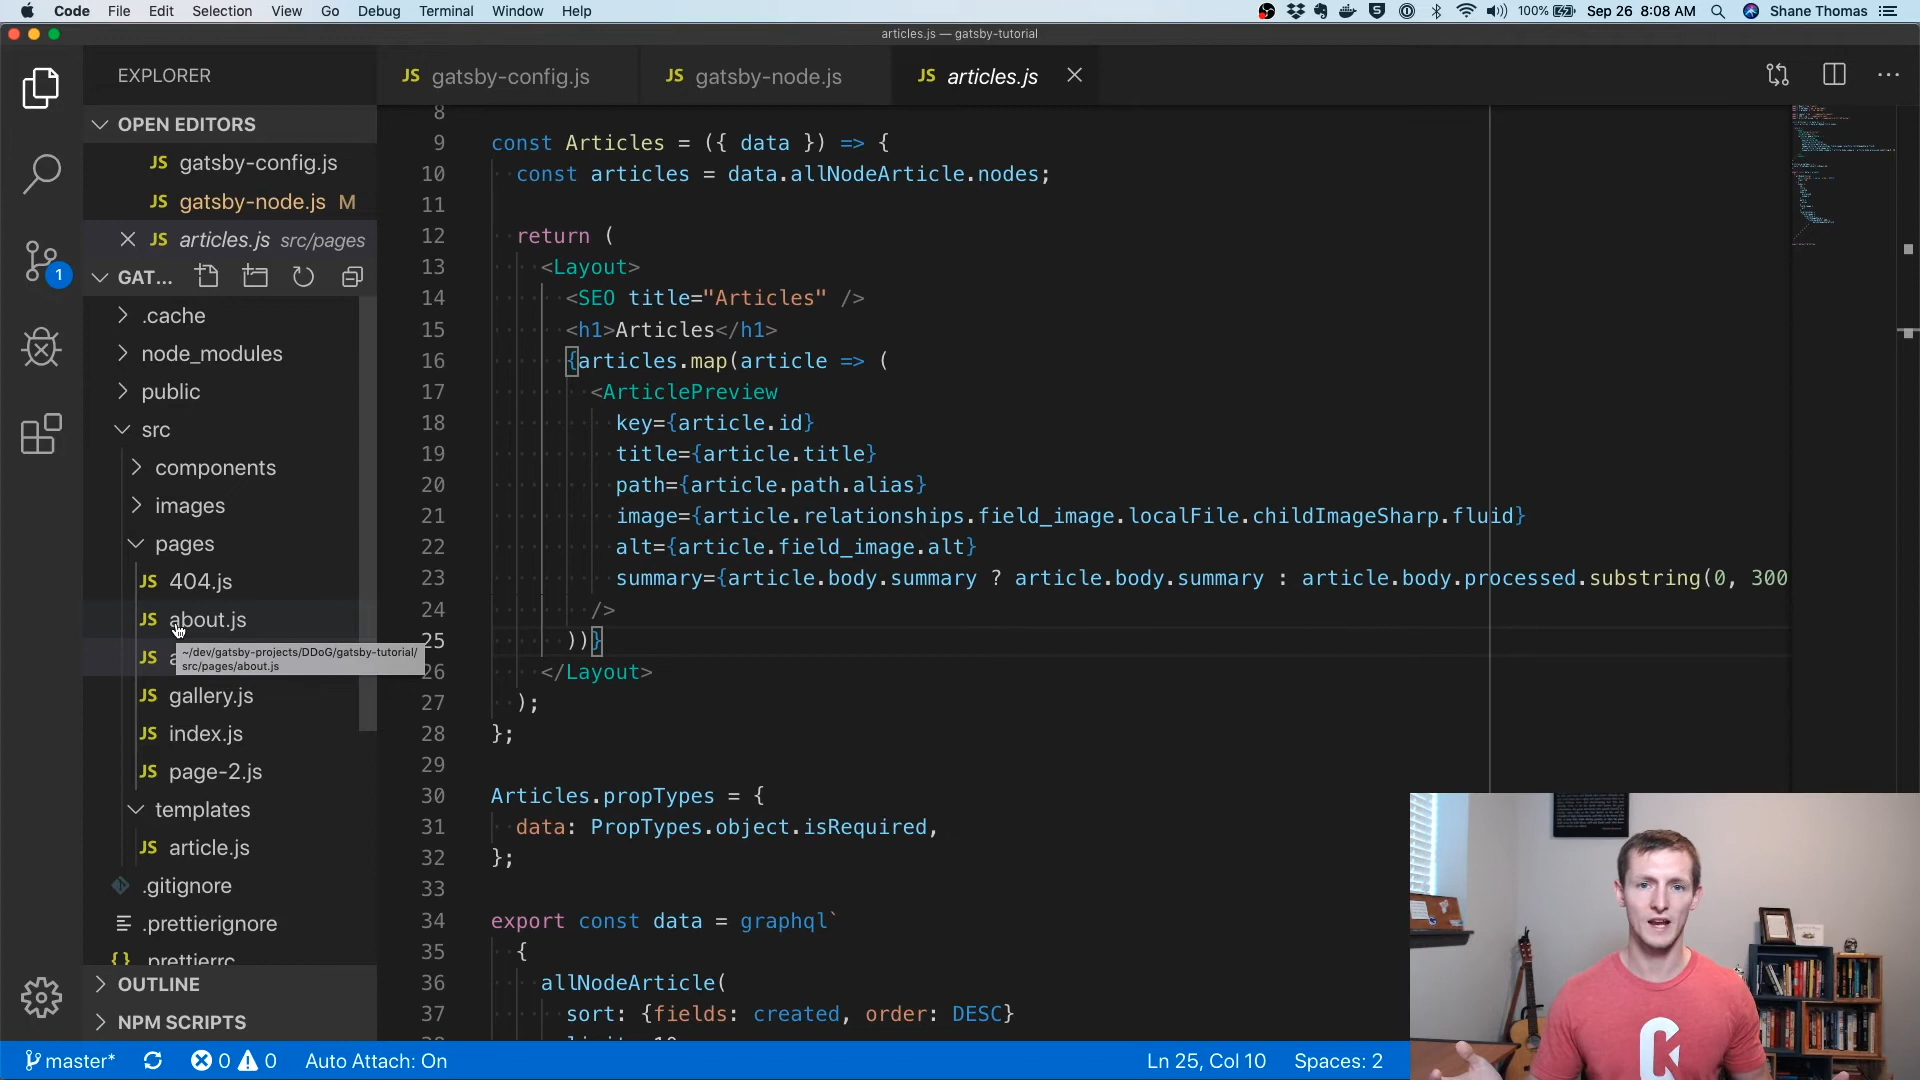 Code File Edit Selection View Go Debug Terminal Window Help 100% Sep 26 8:08 AM Shane Thomas
articles.js — gatsby-tutorial
EXPLORER
JS gatsby-config.js
JS gatsby-node.js
JS articles.js
OPEN EDITORS
JS gatsby-config.js
JS gatsby-node.js M
JS articles.js src/pages
GAT...
.cache
node_modules
public
src
components
images
pages
JS 404.js
JS about.js
~/dev/gatsby-projects/DDoG/gatsby-tutorial/
src/pages/about.js
JS a
JS gallery.js
JS index.js
JS page-2.js
templates
JS article.js
.gitignore
.prettierignore
{} .prettierrc
OUTLINE
NPM SCRIPTS
1
8
9 const Articles = ({ data }) => {
10 const articles = data.allNodeArticle.nodes;
11
12 return (
13 <Layout>
14 <SEO title="Articles" />
15 <h1>Articles</h1>
16 {articles.map(article => (
17 <ArticlePreview
18 key={article.id}
19 title={article.title}
20 path={article.path.alias}
21 image={article.relationships.field_image.localFile.childImageSharp.fluid}
22 alt={article.field_image.alt}
23 summary={article.body.summary ? article.body.summary : article.body.processed.substring(0, 300
24 />
25 ))}
26 </Layout>
27 );
28 };
29
30 Articles.propTypes = {
31 data: PropTypes.object.isRequired,
32 };
33
34 export const data = graphql`
35 {
36 allNodeArticle(
37 sort: {fields: created, order: DESC}
master* 0 0 Auto Attach: On Ln 25, Col 10 Spaces: 2